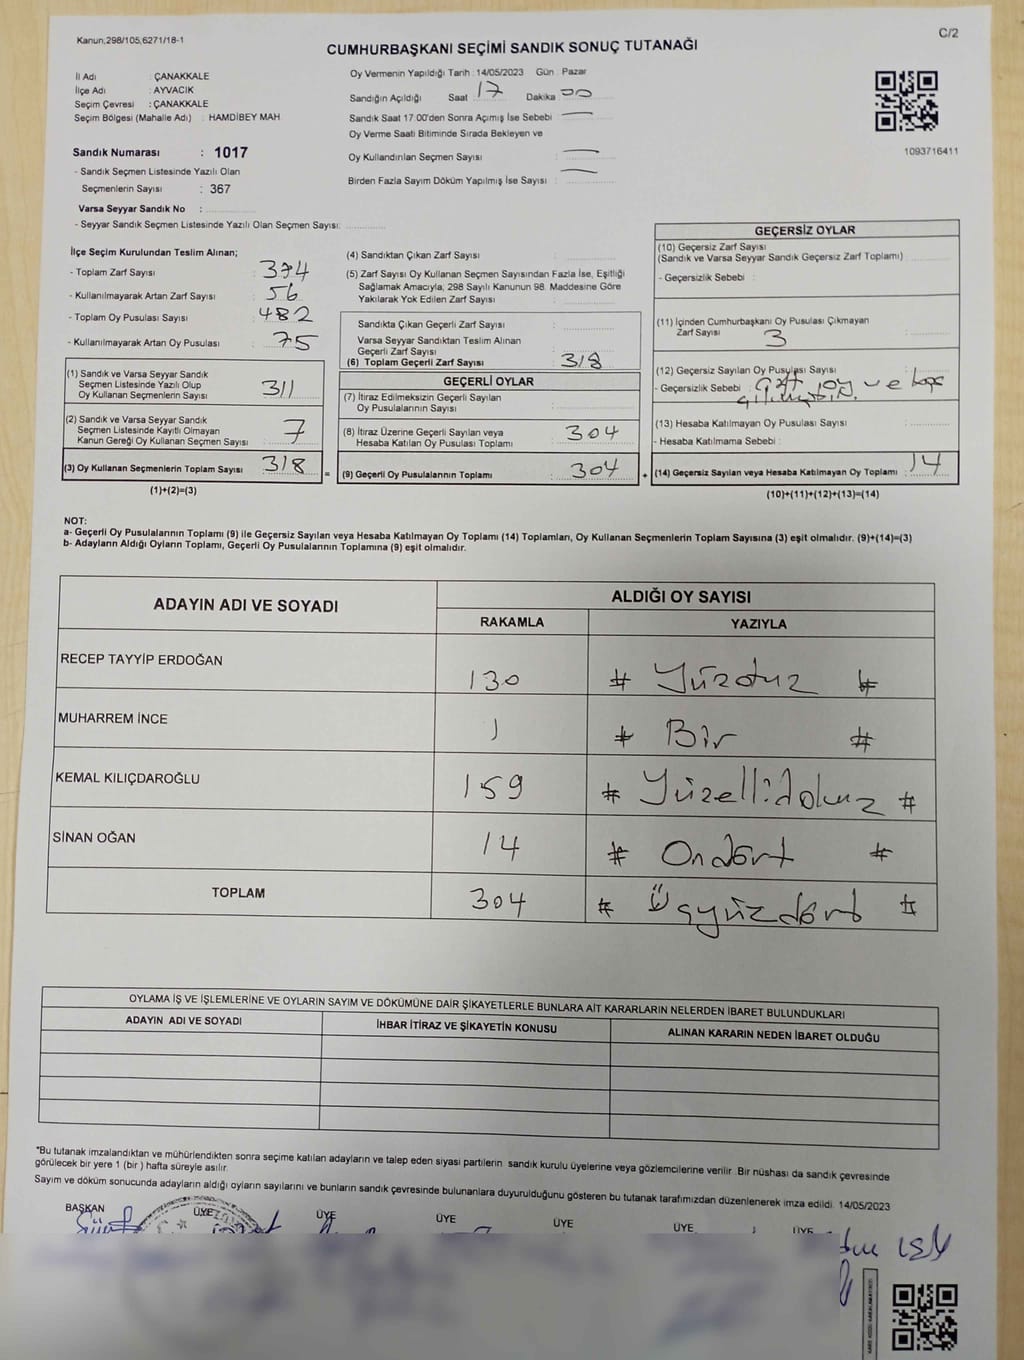 Kanun,298/105,6271/18-1
C/2
CUMHURBAŞKANI SEÇİMİ SANDIK SONUÇ TUTANAĞI
İl Adı : ÇANAKKALE
İlçe Adı : AYVACIK
Seçim Çevresi : ÇANAKKALE
Seçim Bölgesi (Mahalle Adı) : HAMDİBEY MAH
Sandık Numarası : 1017
- Sandık Seçmen Listesinde Yazılı Olan
Seçmenlerin Sayısı : 367
Varsa Seyyar Sandık No :
- Seyyar Sandık Seçmen Listesinde Yazılı Olan Seçmen Sayısı:
Oy Vermenin Yapıldığı Tarih : 14/05/2023 Gün : Pazar
Sandığın Açıldığı Saat 17 Dakika 00
Sandık Saat 17:00'den Sonra Açımış İse Sebebi :
Oy Verme Saati Bitiminde Sırada Bekleyen ve
Oy Kullandırılan Seçmen Sayısı :
Birden Fazla Sayım Döküm Yapılmış İse Sayısı :
1093716411
İlçe Seçim Kurulundan Teslim Alınan;
- Toplam Zarf Sayısı : 374
- Kullanılmayarak Artan Zarf Sayısı : 56
- Toplam Oy Pusulası Sayısı : 482
- Kullanılmayarak Artan Oy Pusulası : 75
(1) Sandık ve Varsa Seyyar Sandık
Seçmen Listesinde Yazılı Olup
Oy Kullanan Seçmenlerin Sayısı : 311
(2) Sandık ve Varsa Seyyar Sandık
Seçmen Listesinde Kayıtlı Olmayan
Kanun Gereği Oy Kullanan Seçmen Sayısı : 7
(3) Oy Kullanan Seçmenlerin Toplam Sayısı : 318
(1)+(2)=(3)
(4) Sandıktan Çıkan Zarf Sayısı :
(5) Zarf Sayısı Oy Kullanan Seçmen Sayısından Fazla İse, Eşitliği
Sağlamak Amacıyla; 298 Sayılı Kanunun 98. Maddesine Göre
Yakılarak Yok Edilen Zarf Sayısı :
Sandıkta Çıkan Geçerli Zarf Sayısı :
Varsa Seyyar Sandıktan Teslim Alınan
Geçerli Zarf Sayısı :
(6) Toplam Geçerli Zarf Sayısı : 318
GEÇERLİ OYLAR
(7) İtiraz Edilmeksizin Geçerli Sayılan
Oy Pusulalarının Sayısı :
(8) İtiraz Üzerine Geçerli Sayılan veya
Hesaba Katılan Oy Pusulası Toplamı : 304
= (9) Geçerli Oy Pusulalarının Toplamı : 304
GEÇERSİZ OYLAR
(10) Geçersiz Zarf Sayısı
(Sandık ve Varsa Seyyar Sandık Geçersiz Zarf Toplamı)
- Geçersizlik Sebebi :
(11) İçinden Cumhurbaşkanı Oy Pusulası Çıkmayan
Zarf Sayısı : 3
(12) Geçersiz Sayılan Oy Pusulası Sayısı :
- Geçersizlik Sebebi : çift oy ve boş
(13) Hesaba Katılmayan Oy Pusulası Sayısı :
- Hesaba Katılmama Sebebi :
+ (14) Geçersiz Sayılan veya Hesaba Katılmayan Oy Toplamı : 14
(10)+(11)+(12)+(13)=(14)
NOT:
a- Geçerli Oy Pusulalarının Toplamı (9) ile Geçersiz Sayılan veya Hesaba Katılmayan Oy Toplamı (14) Toplamları, Oy Kullanan Seçmenlerin Toplam Sayısına (3) eşit olmalıdır. (9)+(14)=(3)
b- Adayların Aldığı Oyların Toplamı, Geçerli Oy Pusulalarının Toplamına (9) eşit olmalıdır.
ADAYIN ADI VE SOYADI
ALDIĞI OY SAYISI
RAKAMLA YAZIYLA
RECEP TAYYİP ERDOĞAN 130 # Yüzotuz #
MUHARREM İNCE 1 # Bir #
KEMAL KILIÇDAROĞLU 159 # Yüzellidokuz #
SİNAN OĞAN 14 # Ondört #
TOPLAM 304 # Üçyüzdört #
OYLAMA İŞ VE İŞLEMLERİNE VE OYLARIN SAYIM VE DÖKÜMÜNE DAİR ŞİKAYETLERLE BUNLARA AİT KARARLARIN NELERDEN İBARET BULUNDUKLARI
ADAYIN ADI VE SOYADI İHBAR İTİRAZ VE ŞİKAYETİN KONUSU ALINAN KARARIN NEDEN İBARET OLDUĞU
*Bu tutanak imzalandıktan ve mühürlendikten sonra seçime katılan adayların ve talep eden siyasi partilerin sandık kurulu üyelerine veya gözlemcilerine verilir. Bir nüshası da sandık çevresinde
görülecek bir yere 1 (bir ) hafta süreyle asılır.
Sayım ve döküm sonucunda adayların aldığı oyların sayılarını ve bunların sandık çevresinde bulunanlara duyurulduğunu gösteren bu tutanak tarafımızdan düzenlenerek imza edildi. 14/05/2023
BAŞKAN ÜYE ÜYE ÜYE ÜYE ÜYE ÜYE